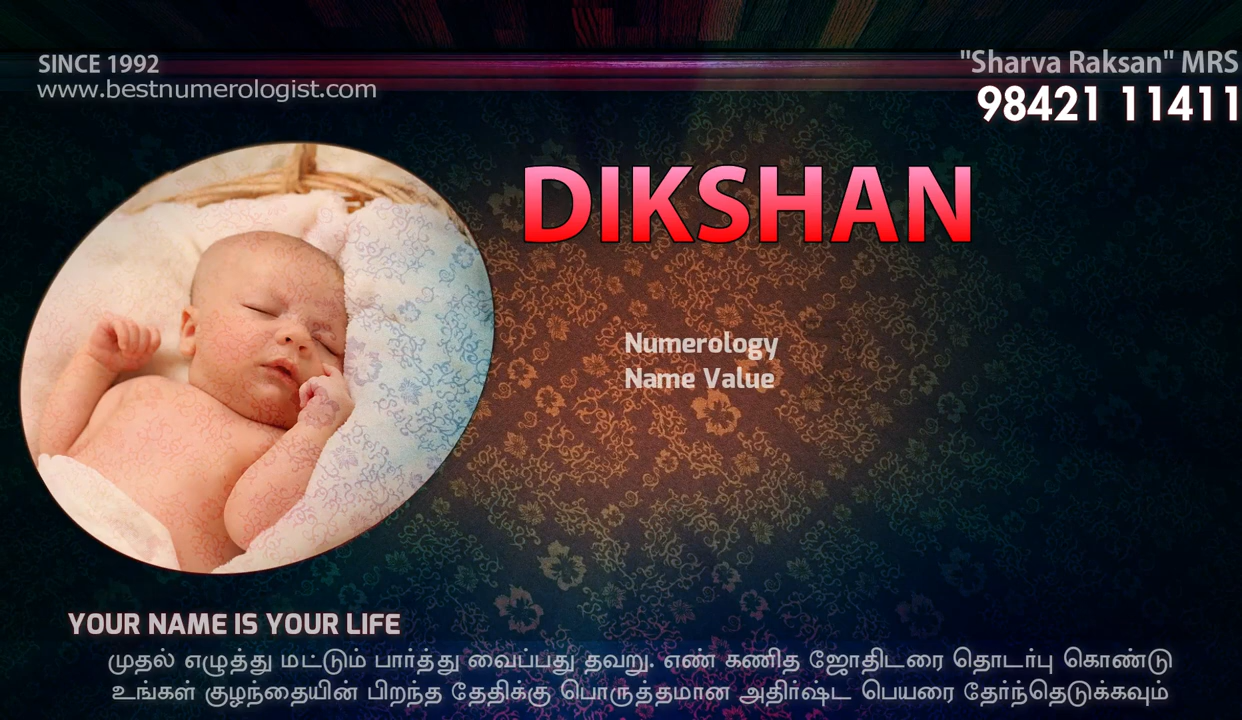 SINCE 1992
www.bestnumerologist.com
"Sharva Raksan" MRS
98421 11411
DIKSHAN
Numerology
Name Value
YOUR NAME IS YOUR LIFE
முதல் எழுத்து மட்டும் பார்த்து வைப்பது தவறு. எண் கணித ஜோதிடரை தொடர்பு கொண்டு
உங்கள் குழந்தையின் பிறந்த தேதிக்கு பொருத்தமான அதிர்ஷ்ட பெயரை தேர்ந்தெடுக்கவும்